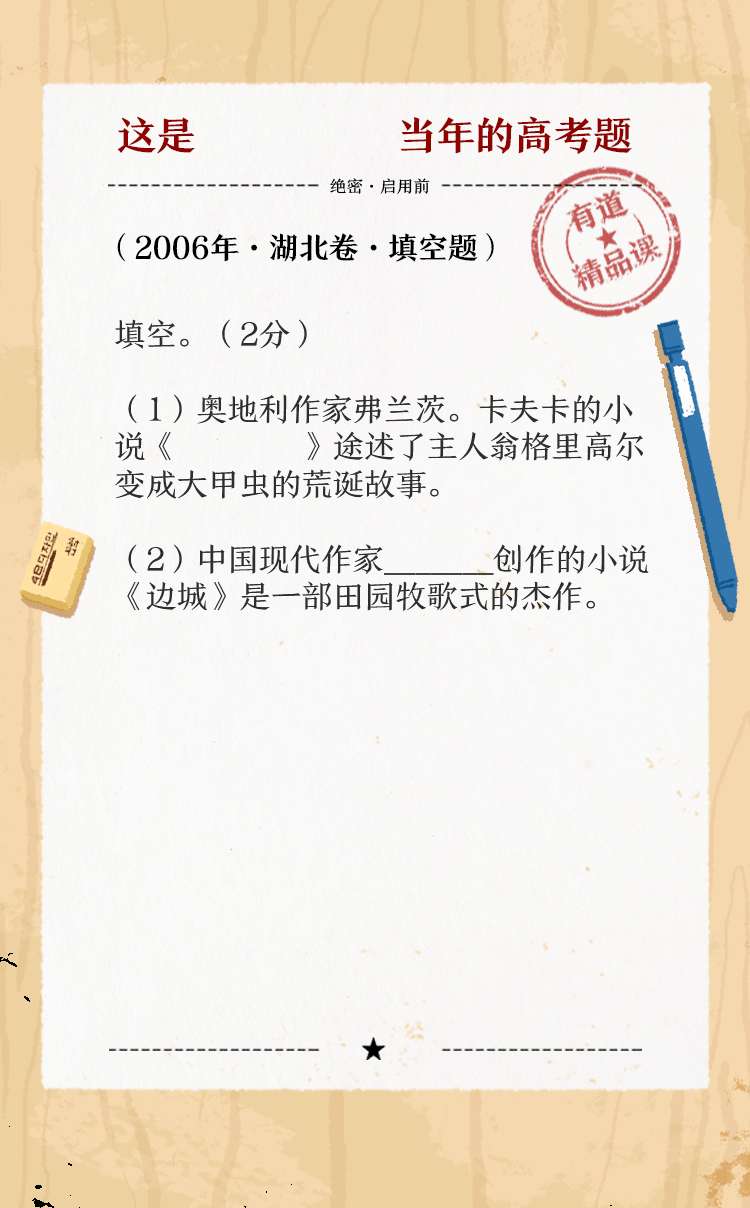 这是 当年的高考题
绝密·启用前
有道
精品课
（2006年·湖北卷·填空题）
填空。（2分）
（1）奥地利作家弗兰茨。卡夫卡的小
说《 》途述了主人翁格里高尔
变成大甲虫的荒诞故事。
（2）中国现代作家_______创作的小说
《边城》是一部田园牧歌式的杰作。